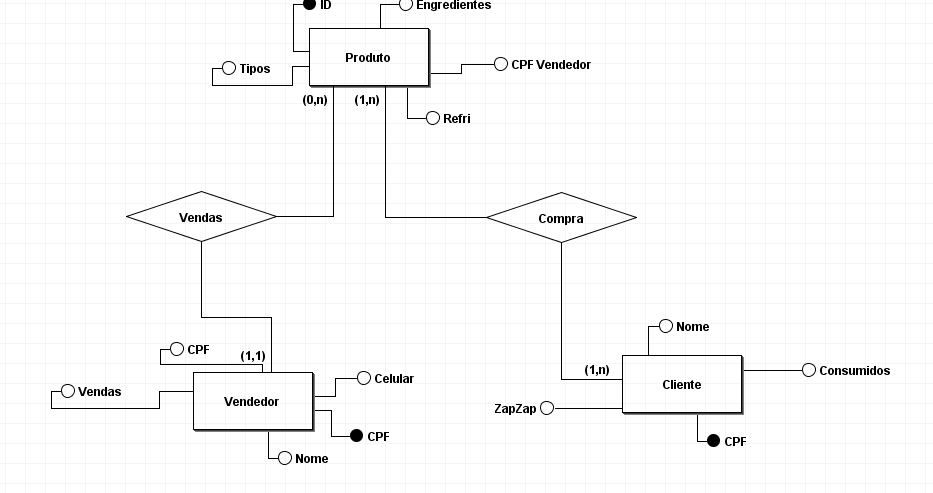 ID
Engredientes
Produto
CPF Vendedor
Tipos
(0,n)
(1,n)
Refri
Vendas
Compra
Nome
CPF
(1,1)
(1,n)
Consumidos
Celular
Cliente
Vendas
Vendedor
ZapZap
CPF
CPF
Nome